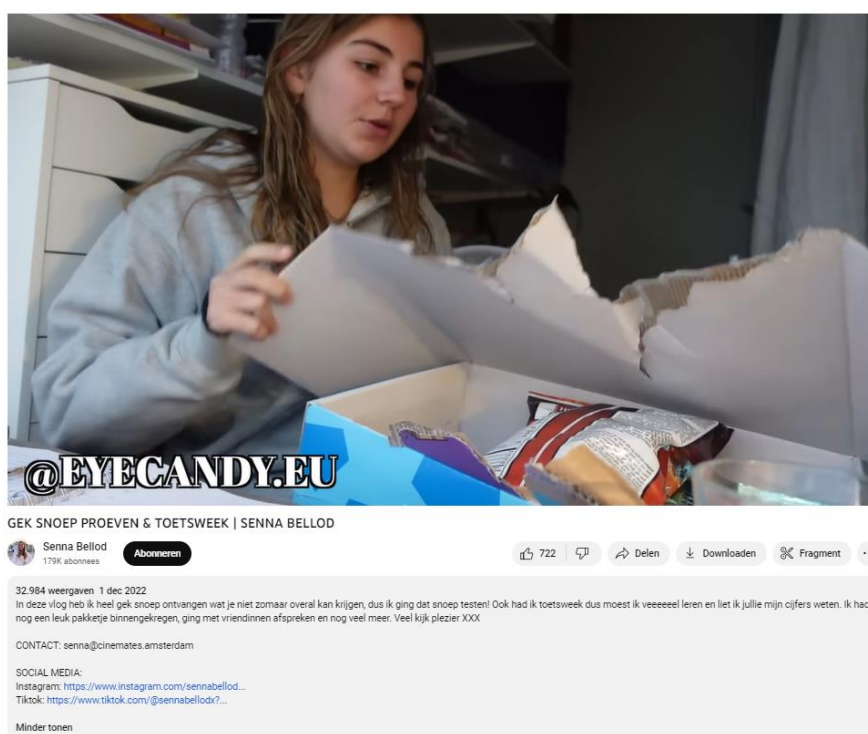 @EYECANDY.EU
GEK SNOEP PROEVEN & TOETSWEEK | SENNA BELLOD
Senna Bellod
179K abonnees
Abonneren
722
Delen
Downloaden
Fragment
32.984 weergaven 1 dec 2022
In deze vlog heb ik heel gek snoep ontvangen wat je niet zomaar overal kan krijgen, dus ik ging dat snoep testen! Ook had ik toetsweek dus moest ik veeeeeel leren en liet ik jullie mijn cijfers weten. Ik had
nog een leuk pakketje binnengekregen, ging met vriendinnen afspreken en nog veel meer. Veel kijk plezier XXX
CONTACT: senna@cinemates.amsterdam
SOCIAL MEDIA:
Instagram: https://www.instagram.com/sennabellod...
Tiktok: https://www.tiktok.com/@sennabellodx?...
Minder tonen